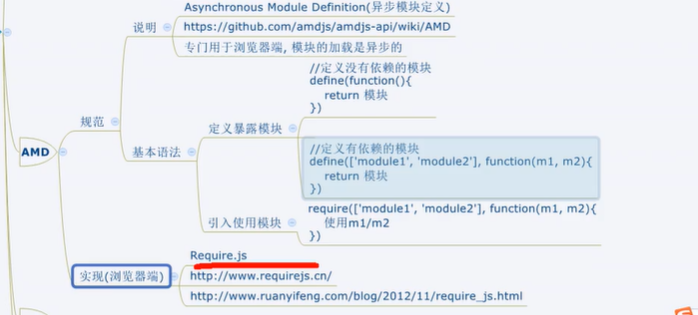 Asynchronous Module Definition(异步模块定义)
说明
https://github.com/amdjs/amdjs-api/wiki/AMD
专门用于浏览器端, 模块的加载是异步的
规范
//定义没有依赖的模块
define(function(){
return 模块
})
定义暴露模块
基本语法
//定义有依赖的模块
define(['module1', 'module2'], function(m1, m2){
return 模块
})
AMD
引入使用模块
require(['module1', 'module2'], function(m1, m2){
使用m1/m2
})
实现(浏览器端)
Require.js
http://www.requirejs.cn/
http://www.ruanyifeng.com/blog/2012/11/require_js.html